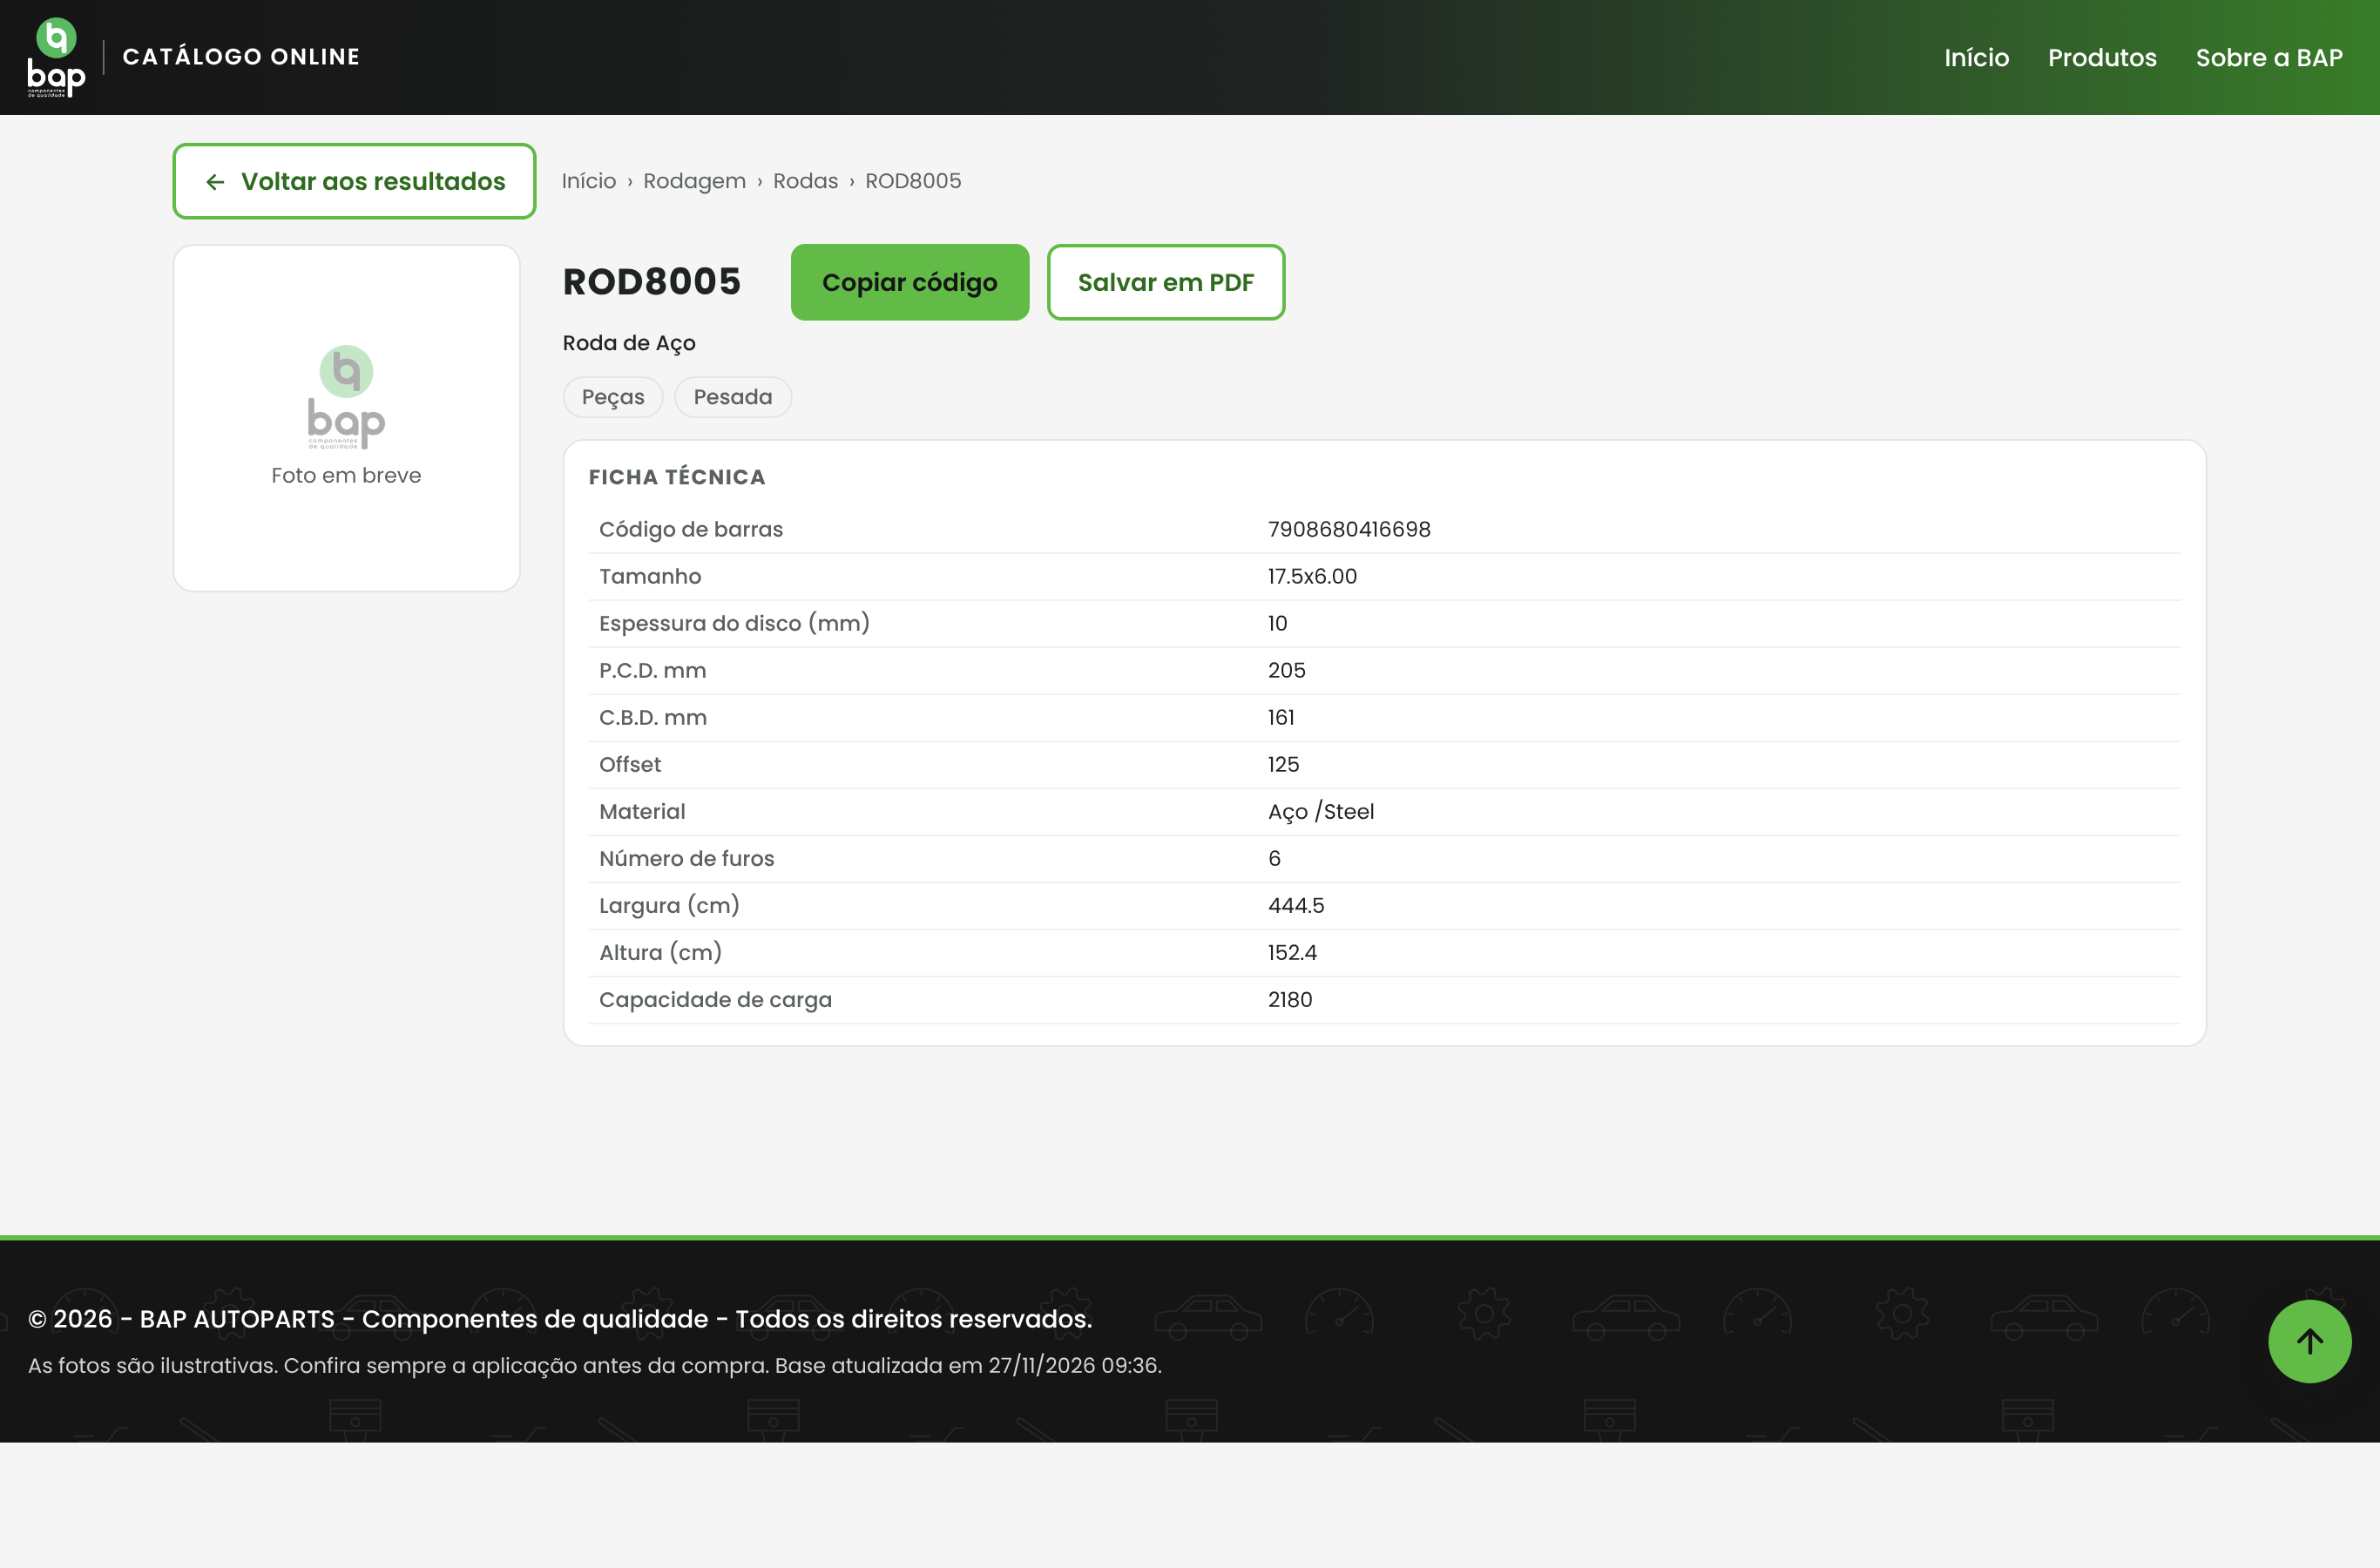 bap
componentes
de qualidade
CATÁLOGO ONLINE
Início
Produtos
Sobre a BAP
← Voltar aos resultados
Início › Rodagem › Rodas › ROD8005
bap
componentes
de qualidade
Foto em breve
ROD8005
Copiar código
Salvar em PDF
Roda de Aço
Peças
Pesada
FICHA TÉCNICA
Código de barras 7908680416698
Tamanho 17.5x6.00
Espessura do disco (mm) 10
P.C.D. mm 205
C.B.D. mm 161
Offset 125
Material Aço /Steel
Número de furos 6
Largura (cm) 444.5
Altura (cm) 152.4
Capacidade de carga 2180
© 2026 - BAP AUTOPARTS - Componentes de qualidade - Todos os direitos reservados.
As fotos são ilustrativas. Confira sempre a aplicação antes da compra. Base atualizada em 27/11/2026 09:36.